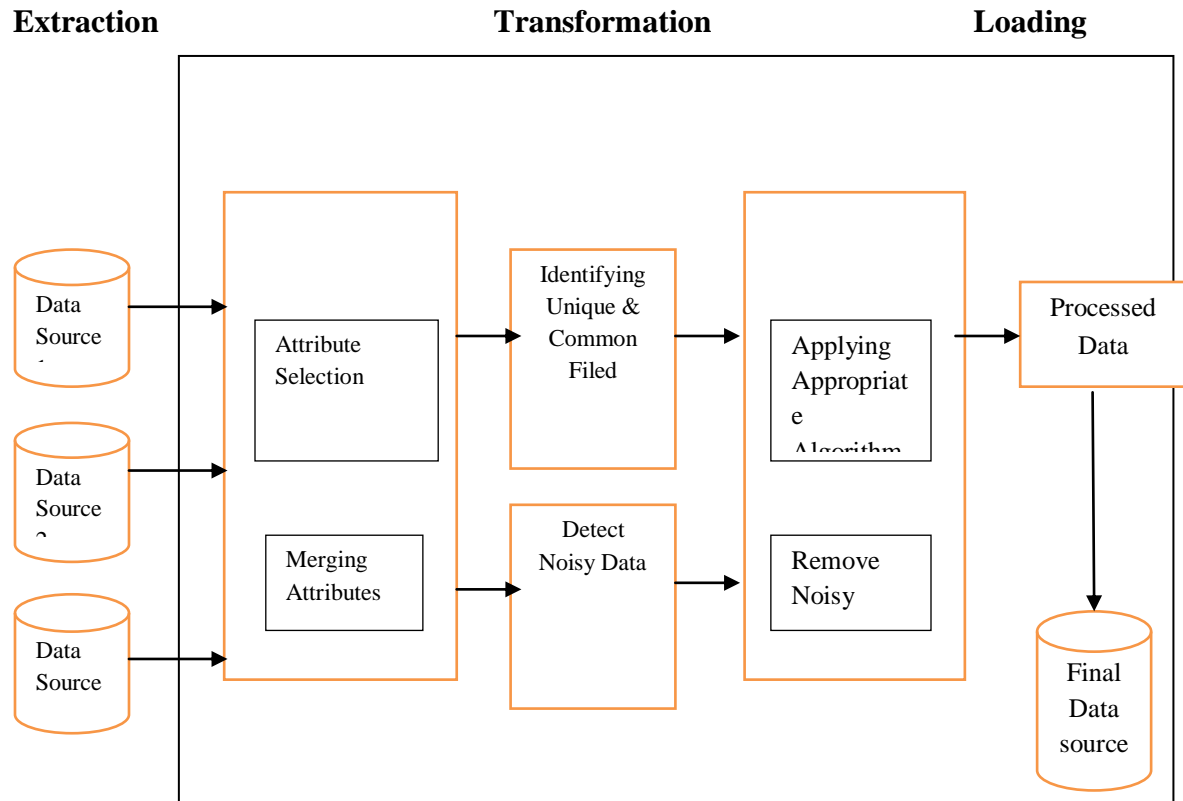 Extraction
Transformation
Loading
Data
Source
Data
Source
Data
Source
Attribute
Selection
Merging
Attributes
Identifying
Unique &
Common
Filed
Detect
Noisy Data
Applying
Appropriat
e
Algorithm
Remove
Noisy
Processed
Data
Final
Data
source